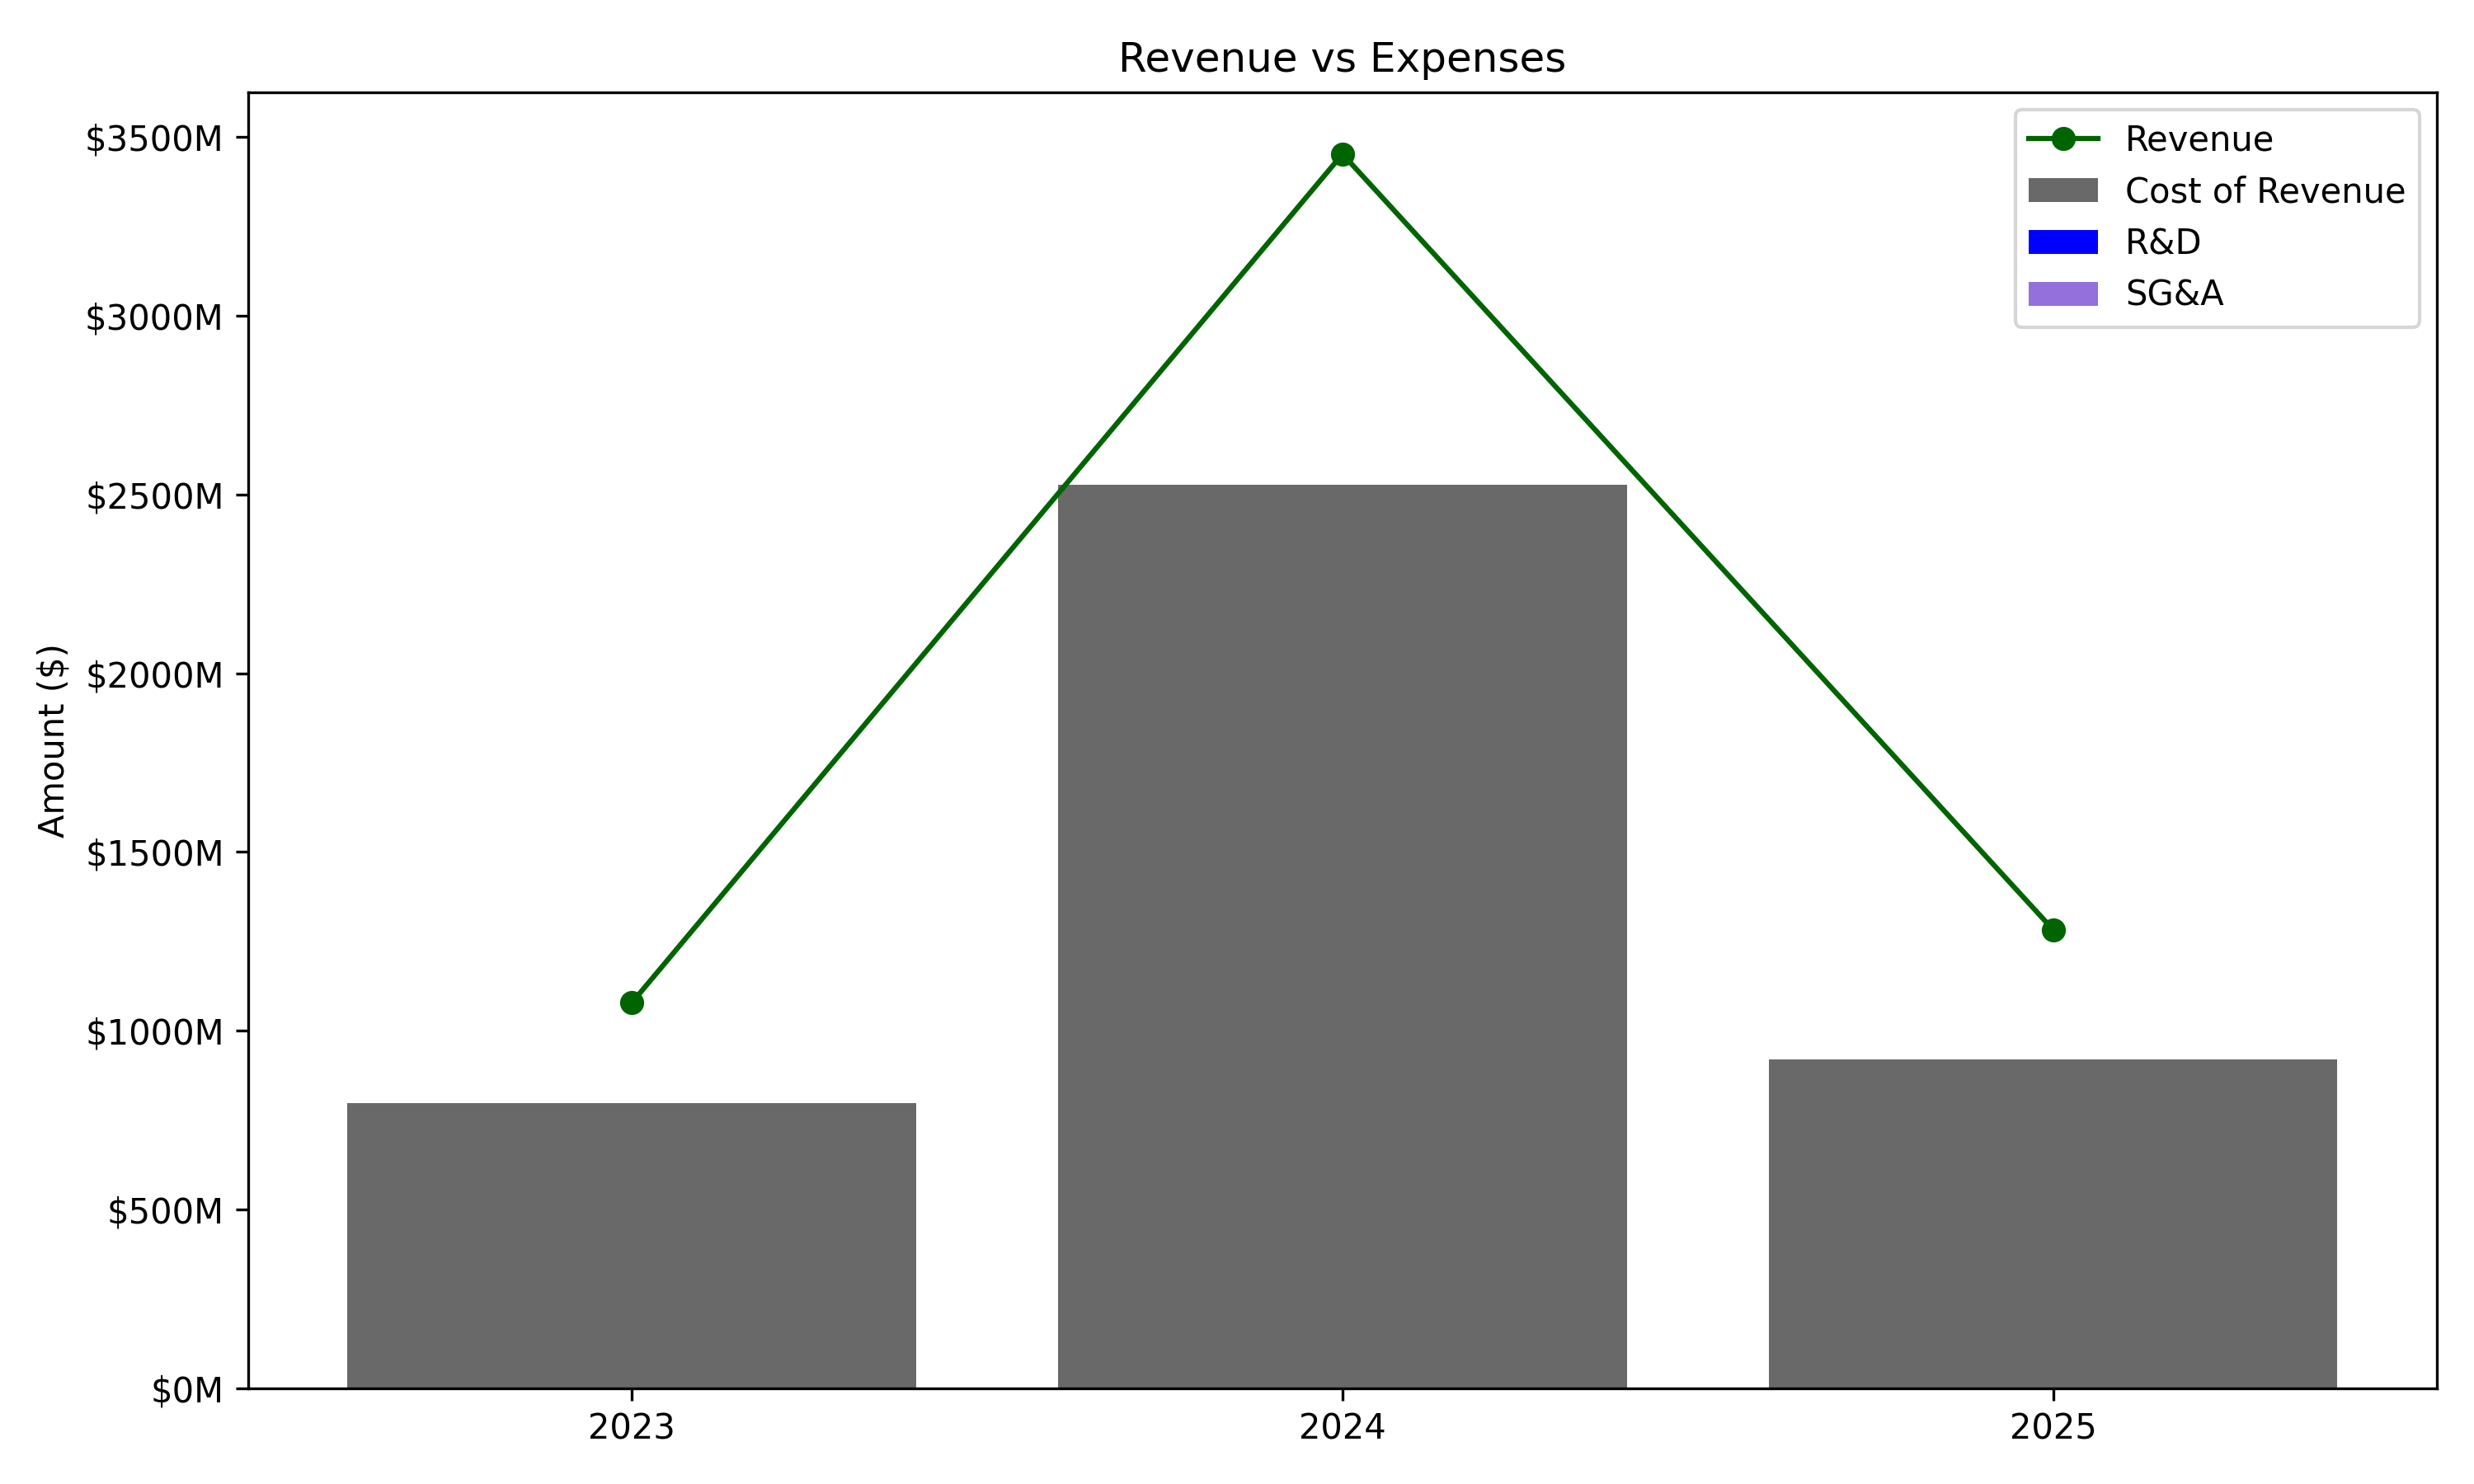 Revenue vs Expenses
Revenue
Cost of Revenue
R&D
SG&A
Amount ($)
$3500M
$3000M
$2500M
$2000M
$1500M
$1000M
$500M
$0M
2023
2024
2025